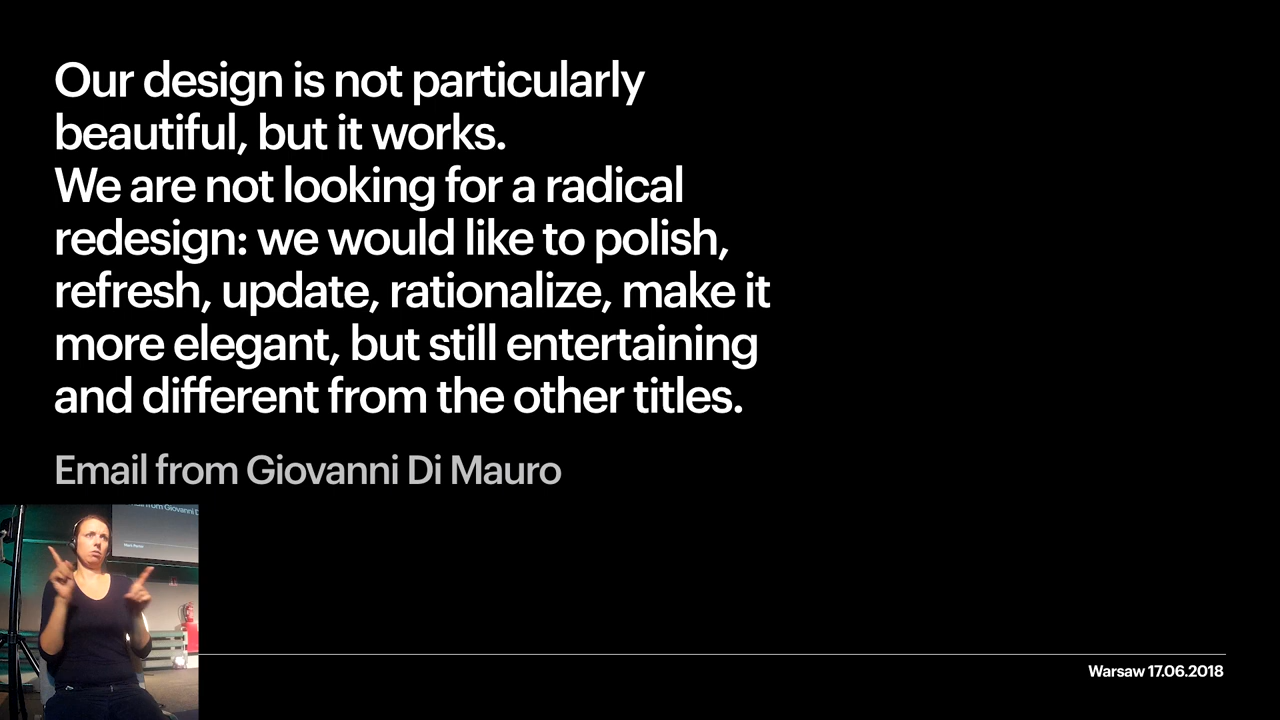 Our design is not particularly
beautiful, but it works.
We are not looking for a radical
redesign: we would like to polish,
refresh, update, rationalize, make it
more elegant, but still entertaining
and different from the other titles.
Email from Giovanni Di Mauro
Warsaw 17.06.2018